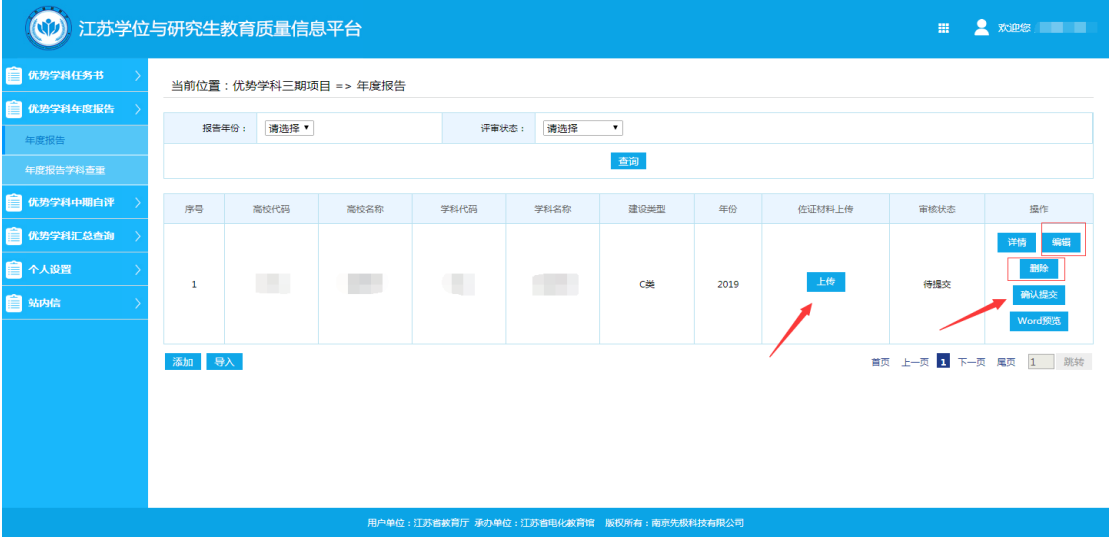 江苏学位与研究生教育质量信息平台
欢迎您
优势学科任务书
优势学科年度报告
年度报告
年度报告学科查重
优势学科中期自评
优势学科汇总查询
个人设置
站内信
当前位置：优势学科三期项目 => 年度报告
报告年份： 请选择 评审状态： 请选择
查询
序号 高校代码 高校名称 学科代码 学科名称 建设类型 年份 佐证材料上传 审核状态 操作
1 C类 2019 上传 待提交
详情 编辑
删除
确认提交
Word预览
添加 导入
首页 上一页 1 下一页 尾页 1 跳转
用户单位：江苏省教育厅 承办单位：江苏省电化教育馆 版权所有：南京先极科技有限公司